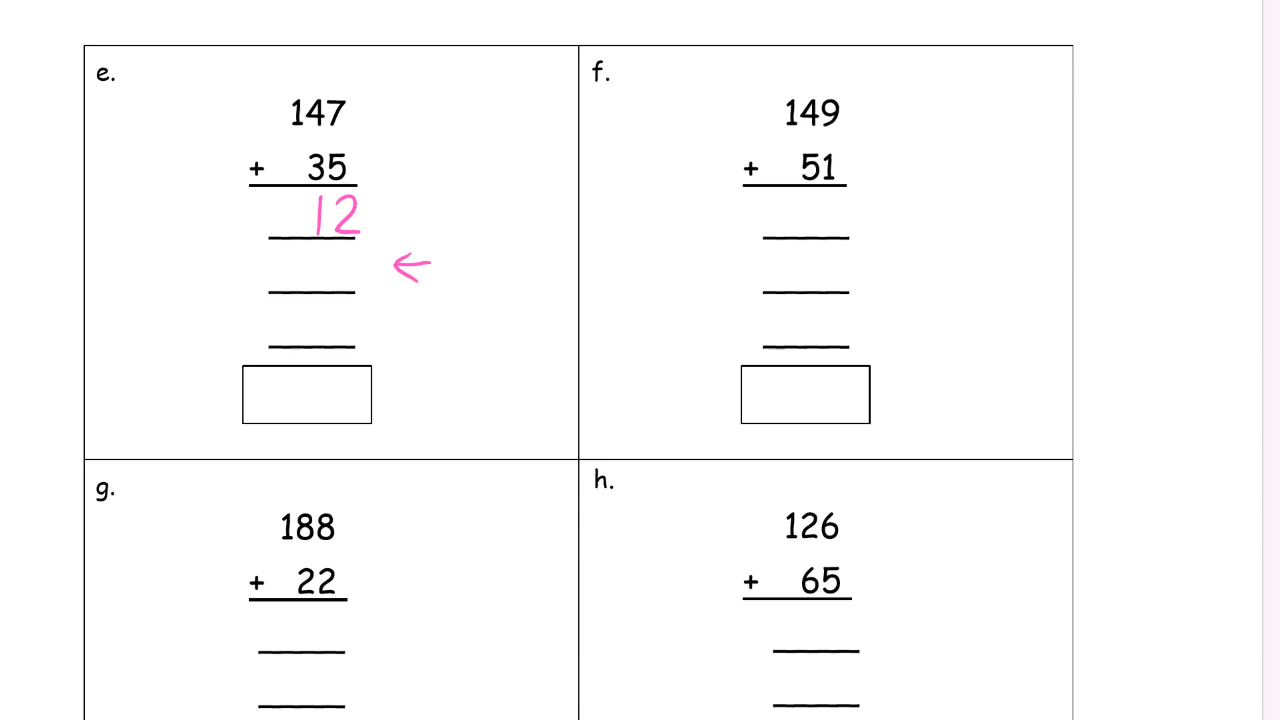 e.
147
+ 35
12
f.
149
+ 51
g.
188
+ 22
h.
126
+ 65